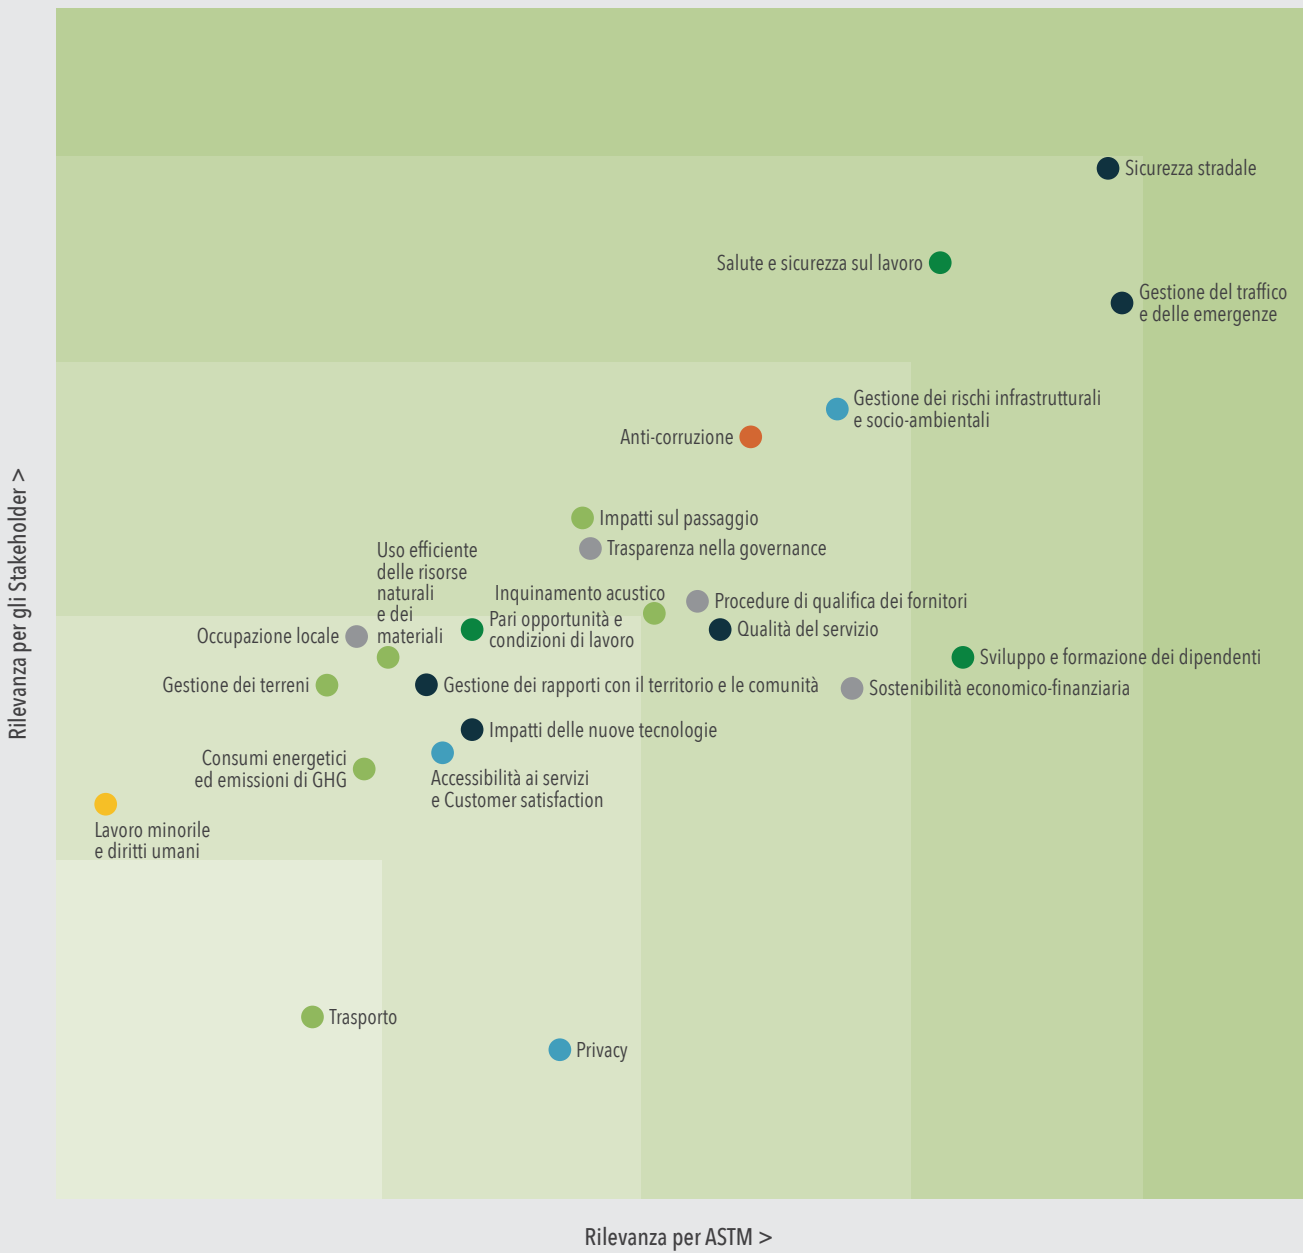 Sicurezza stradale
Salute e sicurezza sul lavoro
Gestione del traffico
e delle emergenze
Gestione dei rischi infrastrutturali
e socio-ambientali
Anti-corruzione
Rilevanza per gli Stakeholder >
Impatti sul passaggio
Trasparenza nella governance
Uso efficiente
delle risorse
naturali
e dei
materiali
Inquinamento acustico
Procedure di qualifica dei fornitori
Pari opportunità e
condizioni di lavoro
Qualità del servizio
Occupazione locale
Sviluppo e formazione dei dipendenti
Gestione dei terreni
Gestione dei rapporti con il territorio e le comunità
Sostenibilità economico-finanziaria
Impatti delle nuove tecnologie
Consumi energetici
ed emissioni di GHG
Accessibilità ai servizi
e Customer satisfaction
Lavoro minorile
e diritti umani
Trasporto
Privacy
Rilevanza per ASTM >